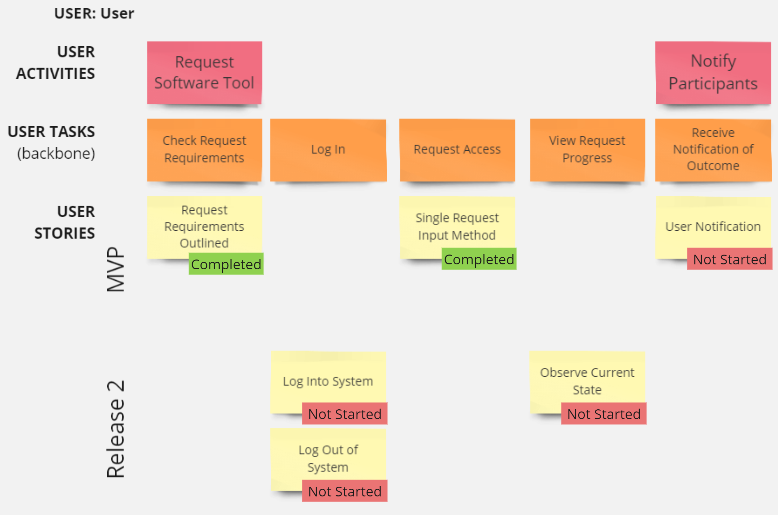 USER: User
USER
ACTIVITIES
Request
Software Tool
Notify
Participants
USER TASKS
(backbone)
Check Request
Requirements
Log In
Request Access
View Request
Progress
Receive
Notification of
Outcome
USER
STORIES
MVP
Request
Requirements
Outlined
Completed
Single Request
Input Method
Completed
User Notification
Not Started
Release 2
Log Into System
Not Started
Observe Current
State
Not Started
Log Out of
System
Not Started